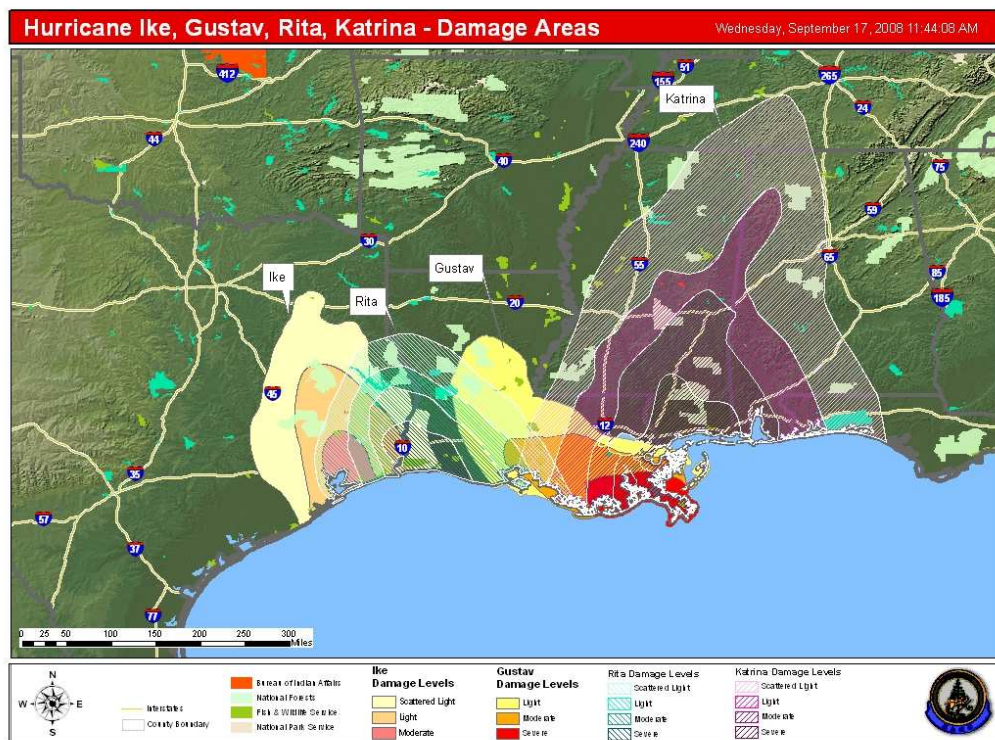 Hurricane Ike, Gustav, Rita, Katrina - Damage Areas
Wednesday, September 17, 2008 11:44:08 AM
412
51
155
265
Katrina
24
44
240
40
75
59
30
55
65
Gustav
Ike
85
Rita
20
185
45
12
10
35
57
37
77
0 25 50 100 150 200 250 300
Miles
N
W E
S
Interstates
County Boundary
Bureau of Indian Affairs
National Forests
Fish & Wildlife Service
National Park Service
Ike
Damage Levels
Scattered Light
Light
Moderate
Gustav
Damage Levels
Light
Moderate
Severe
Rita Damage Levels
Scattered Light
Light
Moderate
Severe
Katrina Damage Levels
Scattered Light
Light
Moderate
Severe